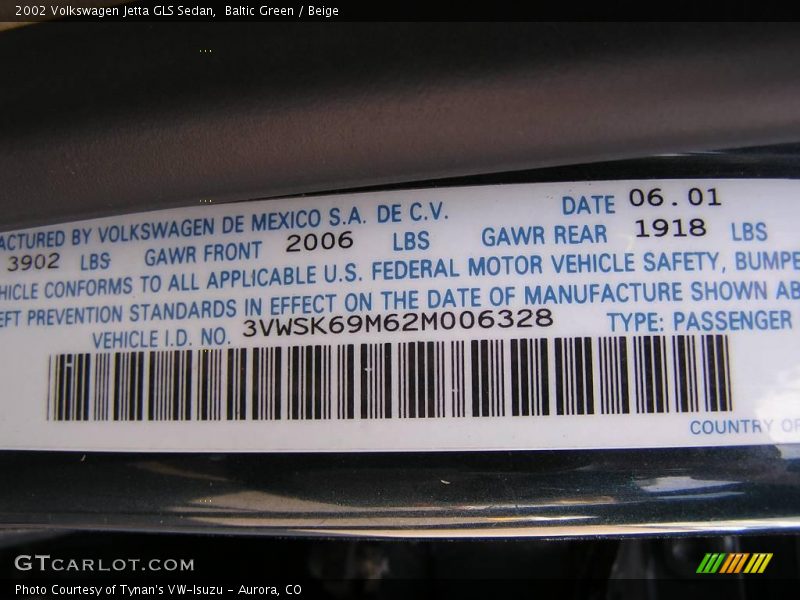 2002 Volkswagen Jetta GLS Sedan,  Baltic Green / Beige
ACTURED BY VOLKSWAGEN DE MEXICO S.A. DE C.V. DATE 06.01
3902 LBS GAWR FRONT 2006 LBS GAWR REAR 1918 LBS
HICLE CONFORMS TO ALL APPLICABLE U.S. FEDERAL MOTOR VEHICLE SAFETY, BUMPE
EFT PREVENTION STANDARDS IN EFFECT ON THE DATE OF MANUFACTURE SHOWN AB
VEHICLE I.D. NO. 3VWSK69M62M006328 TYPE: PASSENGER
COUNTRY OF
GTCARLOT.COM
Photo Courtesy of Tynan's VW-Isuzu - Aurora, CO